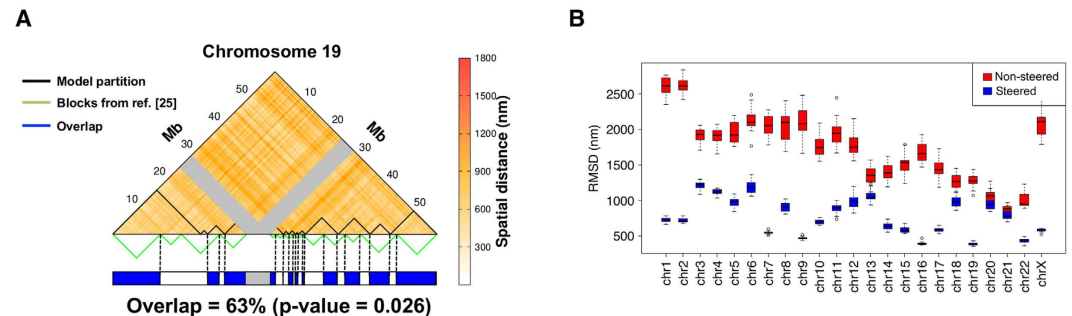 A
Chromosome 19
Model partition
Blocks from ref. [25]
Overlap
Mb
10
20
30
40
50
Mb
10
20
30
40
50
1800
1500
1200
900
600
300
Spatial distance (nm)
Overlap = 63% (p-value = 0.026)
B
Non-steered
Steered
RMSD (nm)
2500
2000
1500
1000
500
chr1
chr2
chr3
chr4
chr5
chr6
chr7
chr8
chr9
chr10
chr11
chr12
chr13
chr14
chr15
chr16
chr17
chr18
chr19
chr20
chr21
chr22
chrX